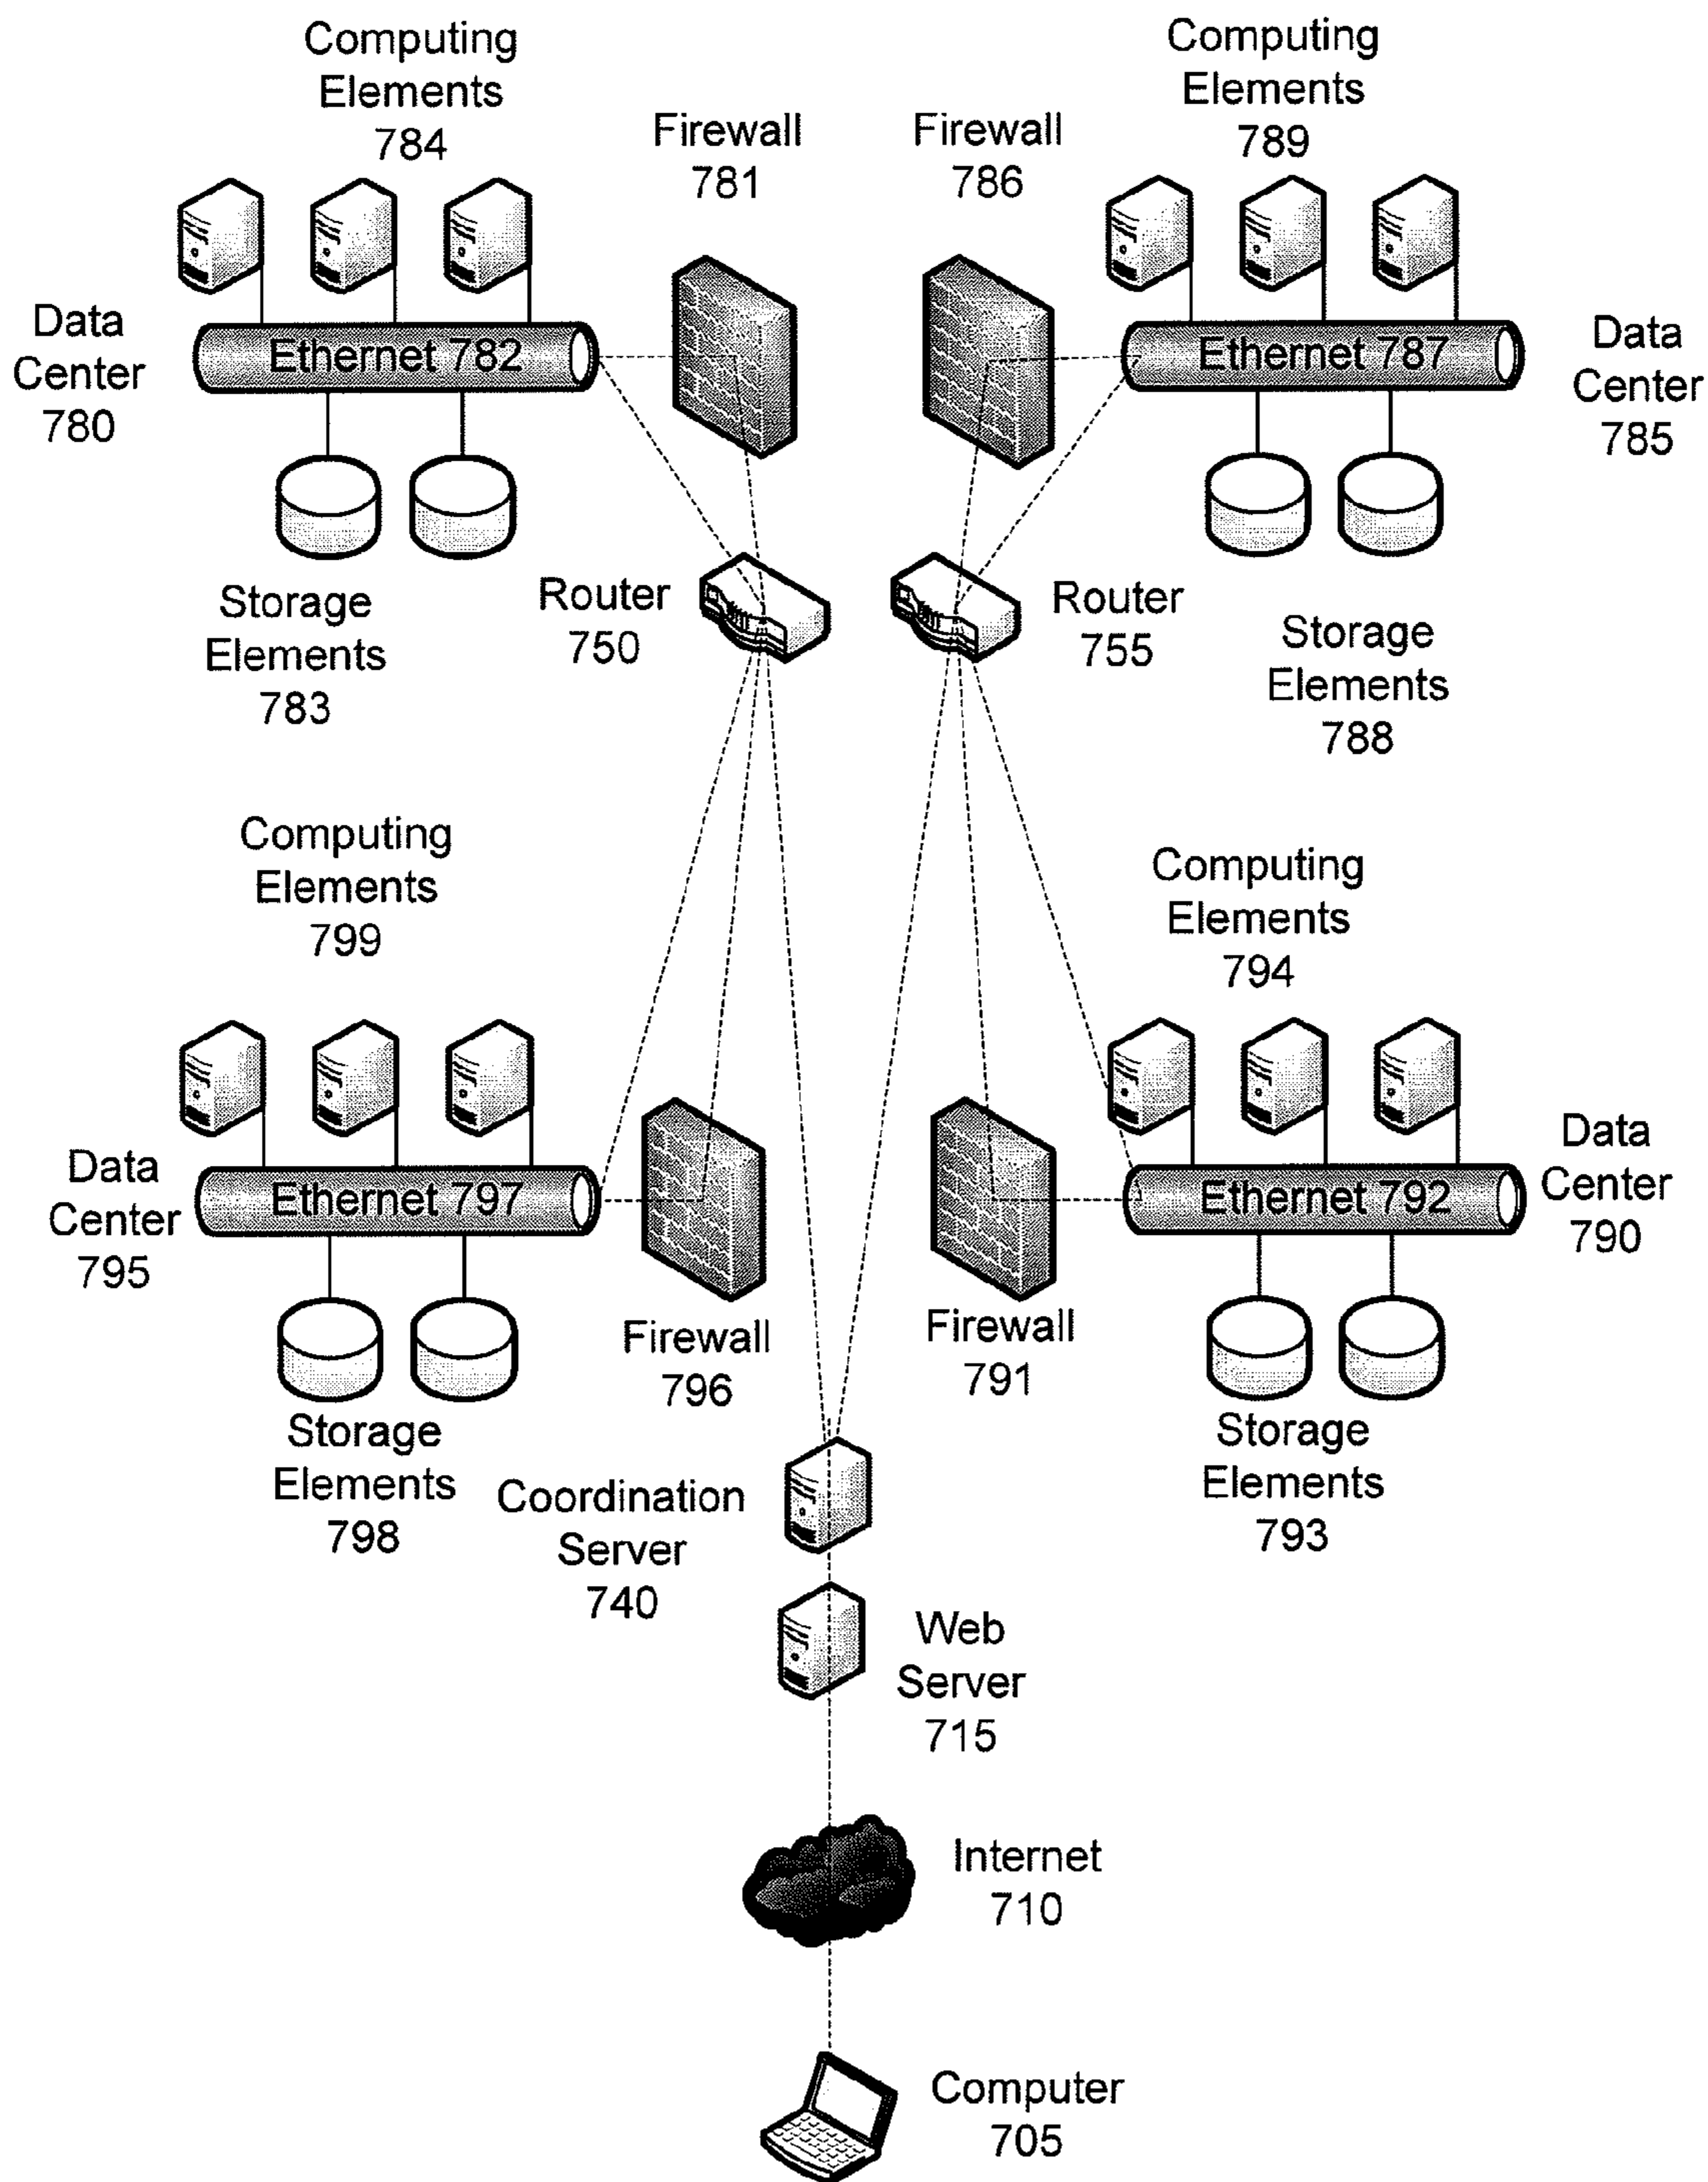 Computing
Elements
784
Firewall
781
Firewall
786
Computing
Elements
789
Data
Center
780
Ethernet 782
Ethernet 787
Data
Center
785
Storage
Elements
783
Router
750
Router
755
Storage
Elements
788
Computing
Elements
799
Computing
Elements
794
Data
Center
795
Ethernet 797
Ethernet 792
Data
Center
790
Firewall
796
Firewall
791
Storage
Elements
798
Storage
Elements
793
Coordination
Server
740
Web
Server
715
Internet
710
Computer
705